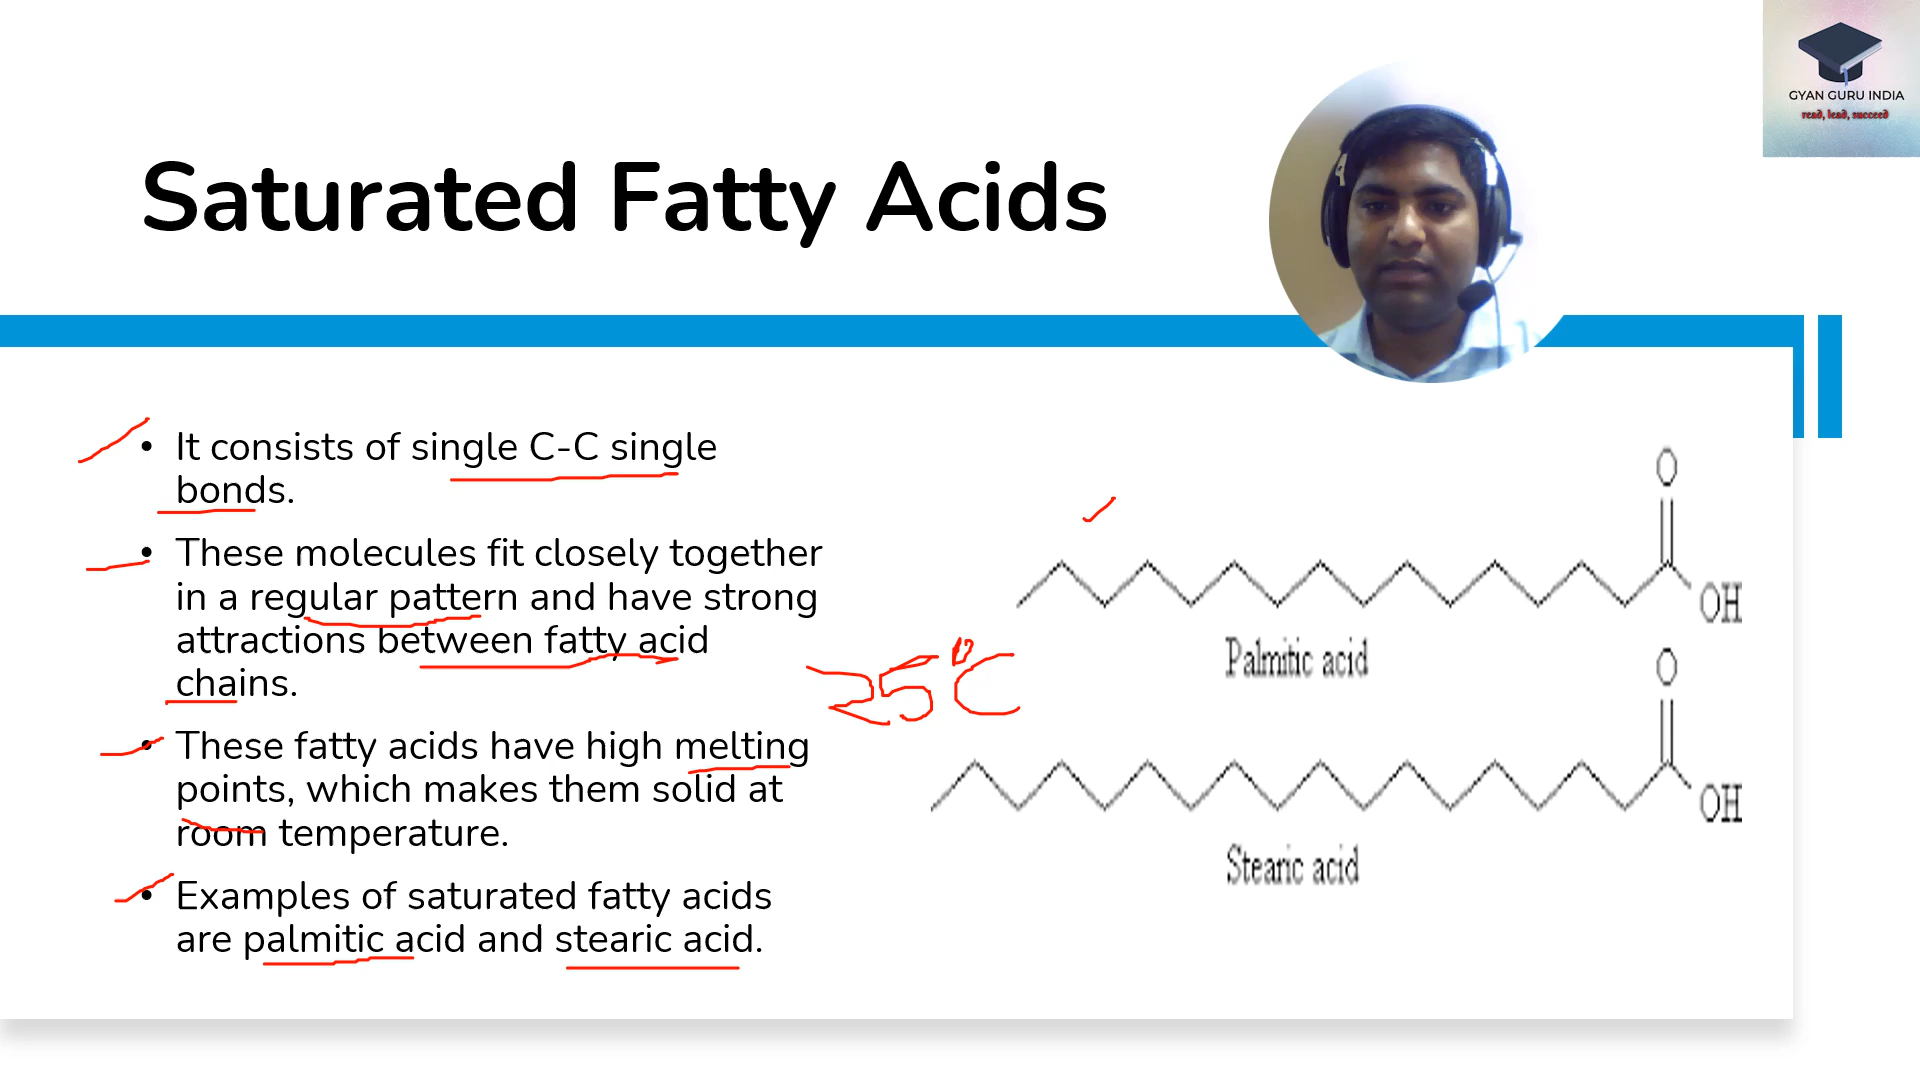 GYAN GURU INDIA
read, lead, succeed
Saturated Fatty Acids
• It consists of single C-C single
bonds.
• These molecules fit closely together
in a regular pattern and have strong
attractions between fatty acid
chains.
• These fatty acids have high melting
points, which makes them solid at
room temperature.
• Examples of saturated fatty acids
are palmitic acid and stearic acid.
25°C
O
OH
Palmitic acid
O
OH
Stearic acid